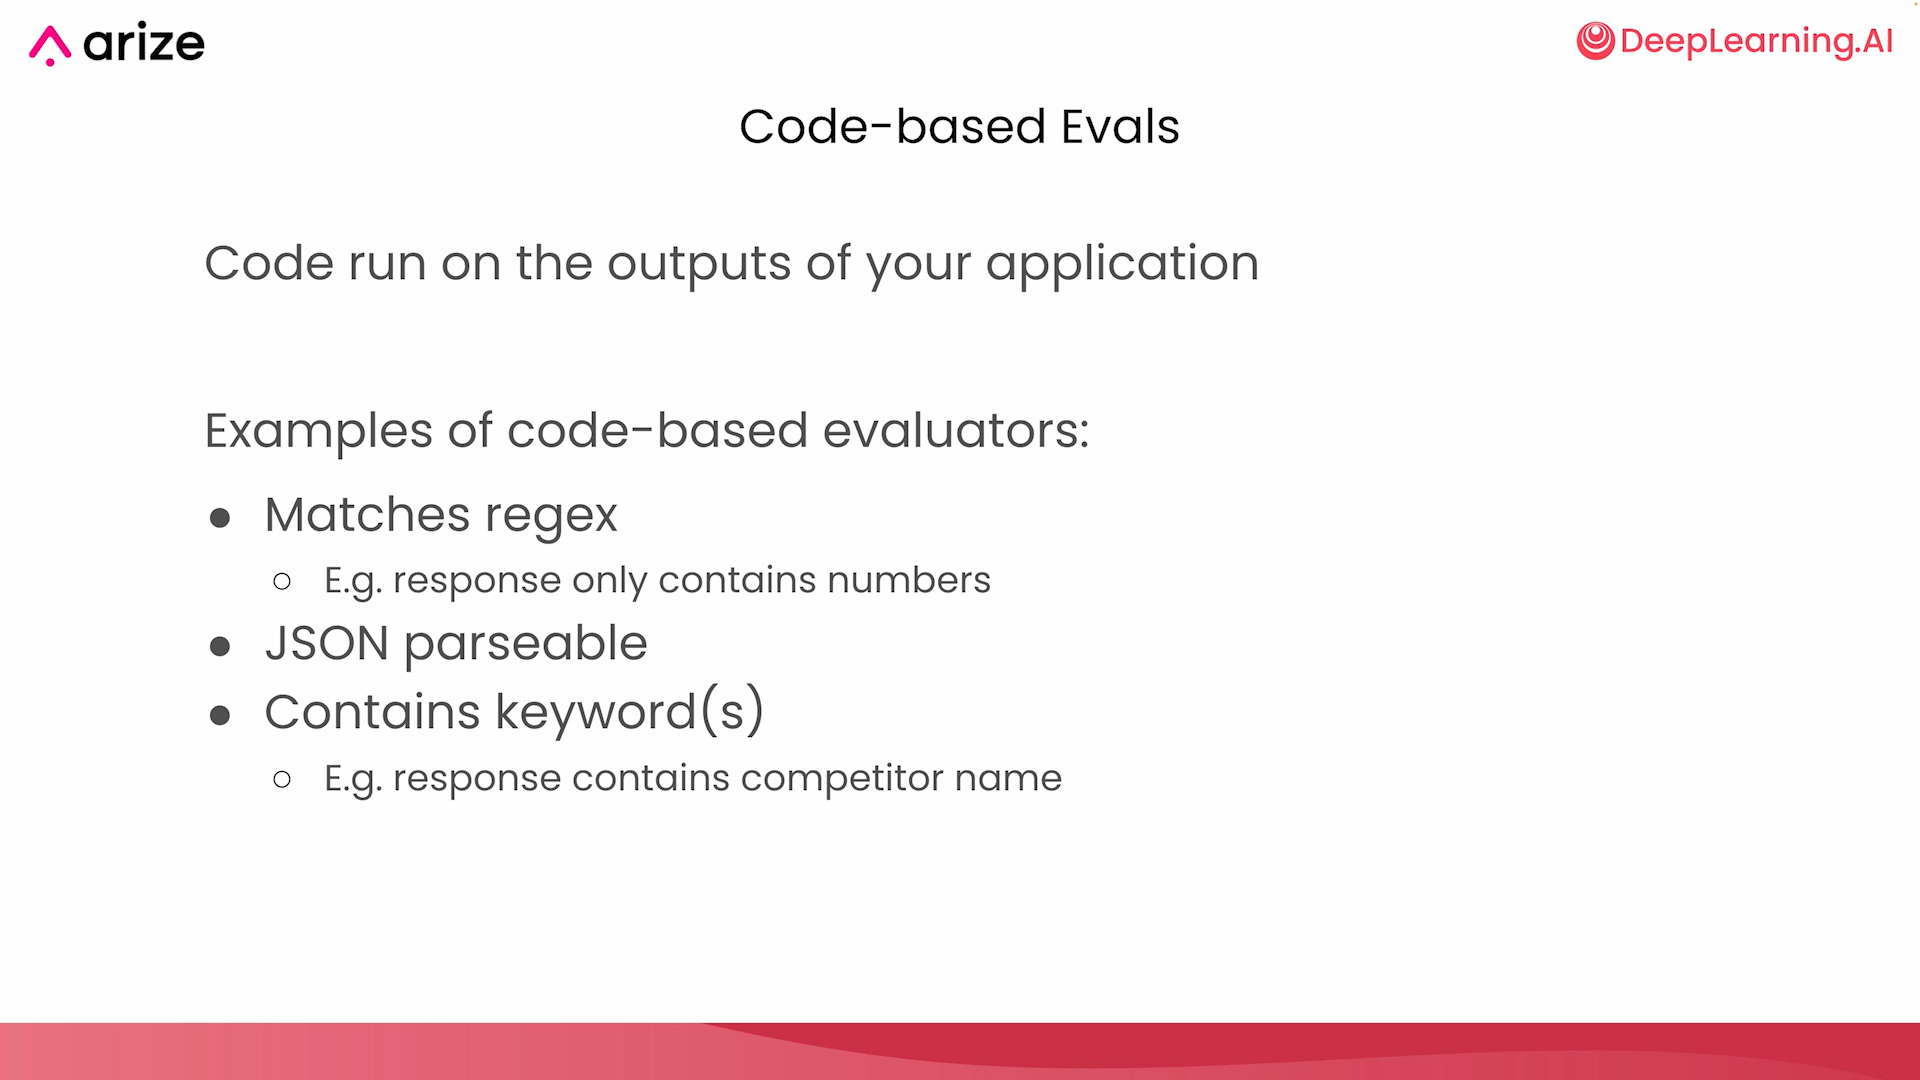 arize
DeepLearning.AI
Code-based Evals
Code run on the outputs of your application
Examples of code-based evaluators:
● Matches regex
○ E.g. response only contains numbers
● JSON parseable
● Contains keyword(s)
○ E.g. response contains competitor name